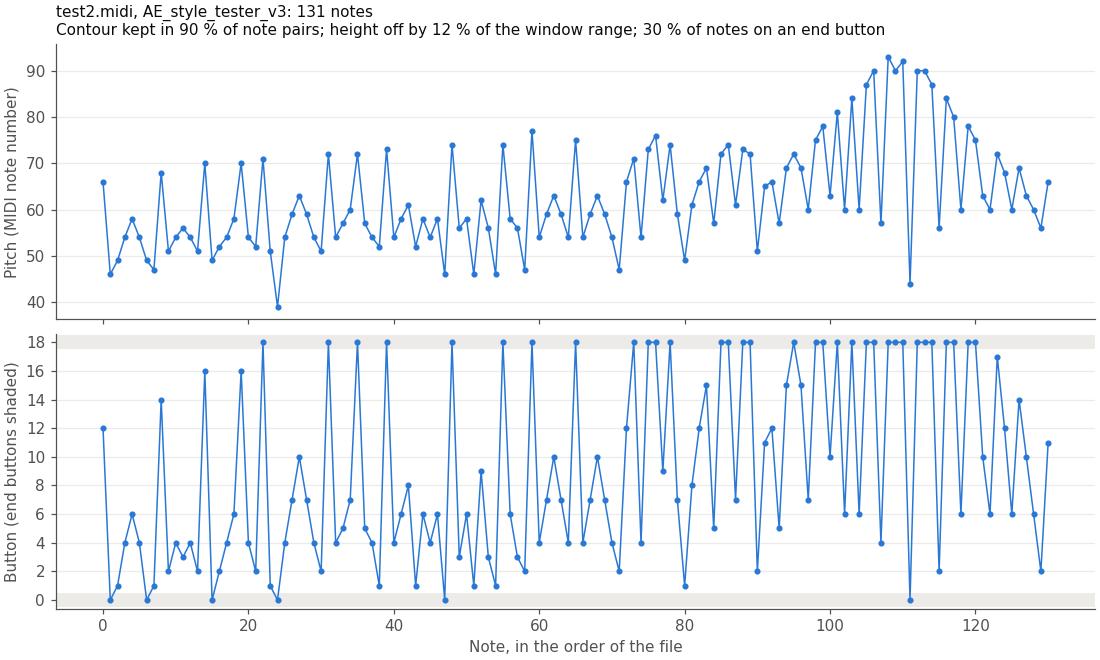 test2.midi, AE_style_tester_v3: 131 notes
Contour kept in 90 % of note pairs; height off by 12 % of the window range; 30 % of notes on an end button
Pitch (MIDI note number)
90
80
70
60
50
40
Button (end buttons shaded)
18
16
14
12
10
8
6
4
2
0
0 20 40 60 80 100 120
Note, in the order of the file